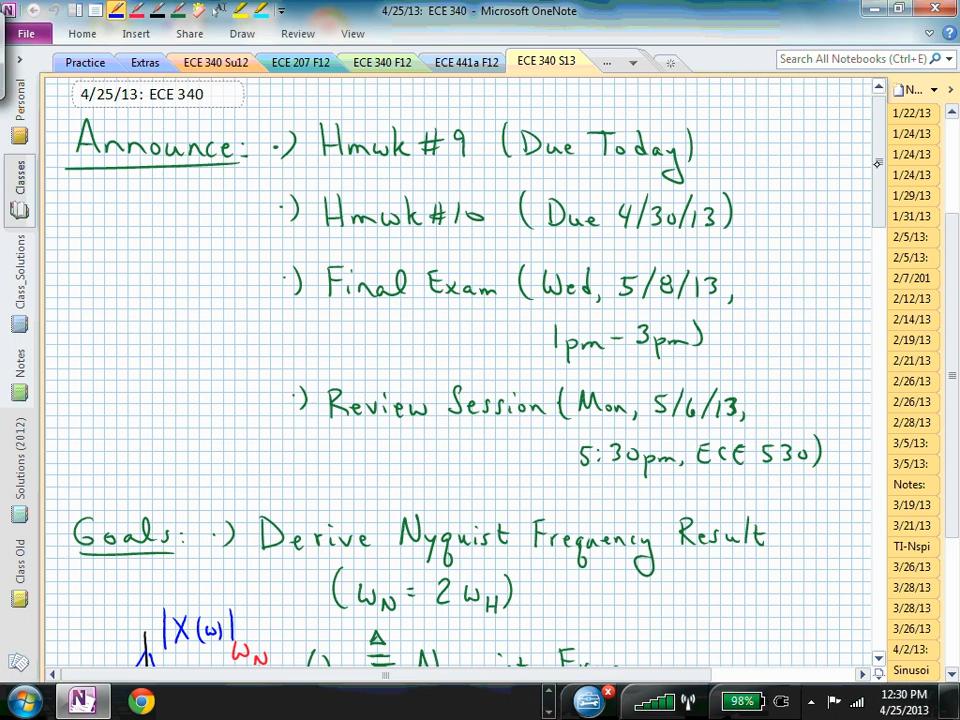 4/25/13: ECE 340 - Microsoft OneNote
File Home Insert Share Draw Review View
Practice Extras ECE 340 Su12 ECE 207 F12 ECE 340 F12 ECE 441a F12 ECE 340 S13 ...
Search All Notebooks (Ctrl+E)
N...
4/25/13: ECE 340
Announce: ·) Hmwk #9 (Due Today)
·) Hmwk #10 (Due 4/30/13)
·) Final Exam (Wed, 5/8/13,
1pm - 3pm)
·) Review Session (Mon, 5/6/13,
5:30pm, ECE 530)
Goals: ·) Derive Nyquist Frequency Result
(ωN = 2 ωH)
|X(ω)|
ωN
Personal
Classes
Class_Solutions
Notes
Solutions (2012)
Class Old
1/22/13
1/24/13
1/24/13
1/24/13
1/29/13
1/31/13
2/5/13:
2/5/13:
2/7/201
2/12/13
2/14/13
2/19/13
2/21/13
2/26/13
2/26/13
2/28/13
3/5/13:
3/5/13:
Notes:
3/19/13
3/21/13
TI-Nspi
3/26/13
3/28/13
3/28/13
3/26/13
4/2/13:
Sinusoi
98%
12:30 PM
4/25/2013